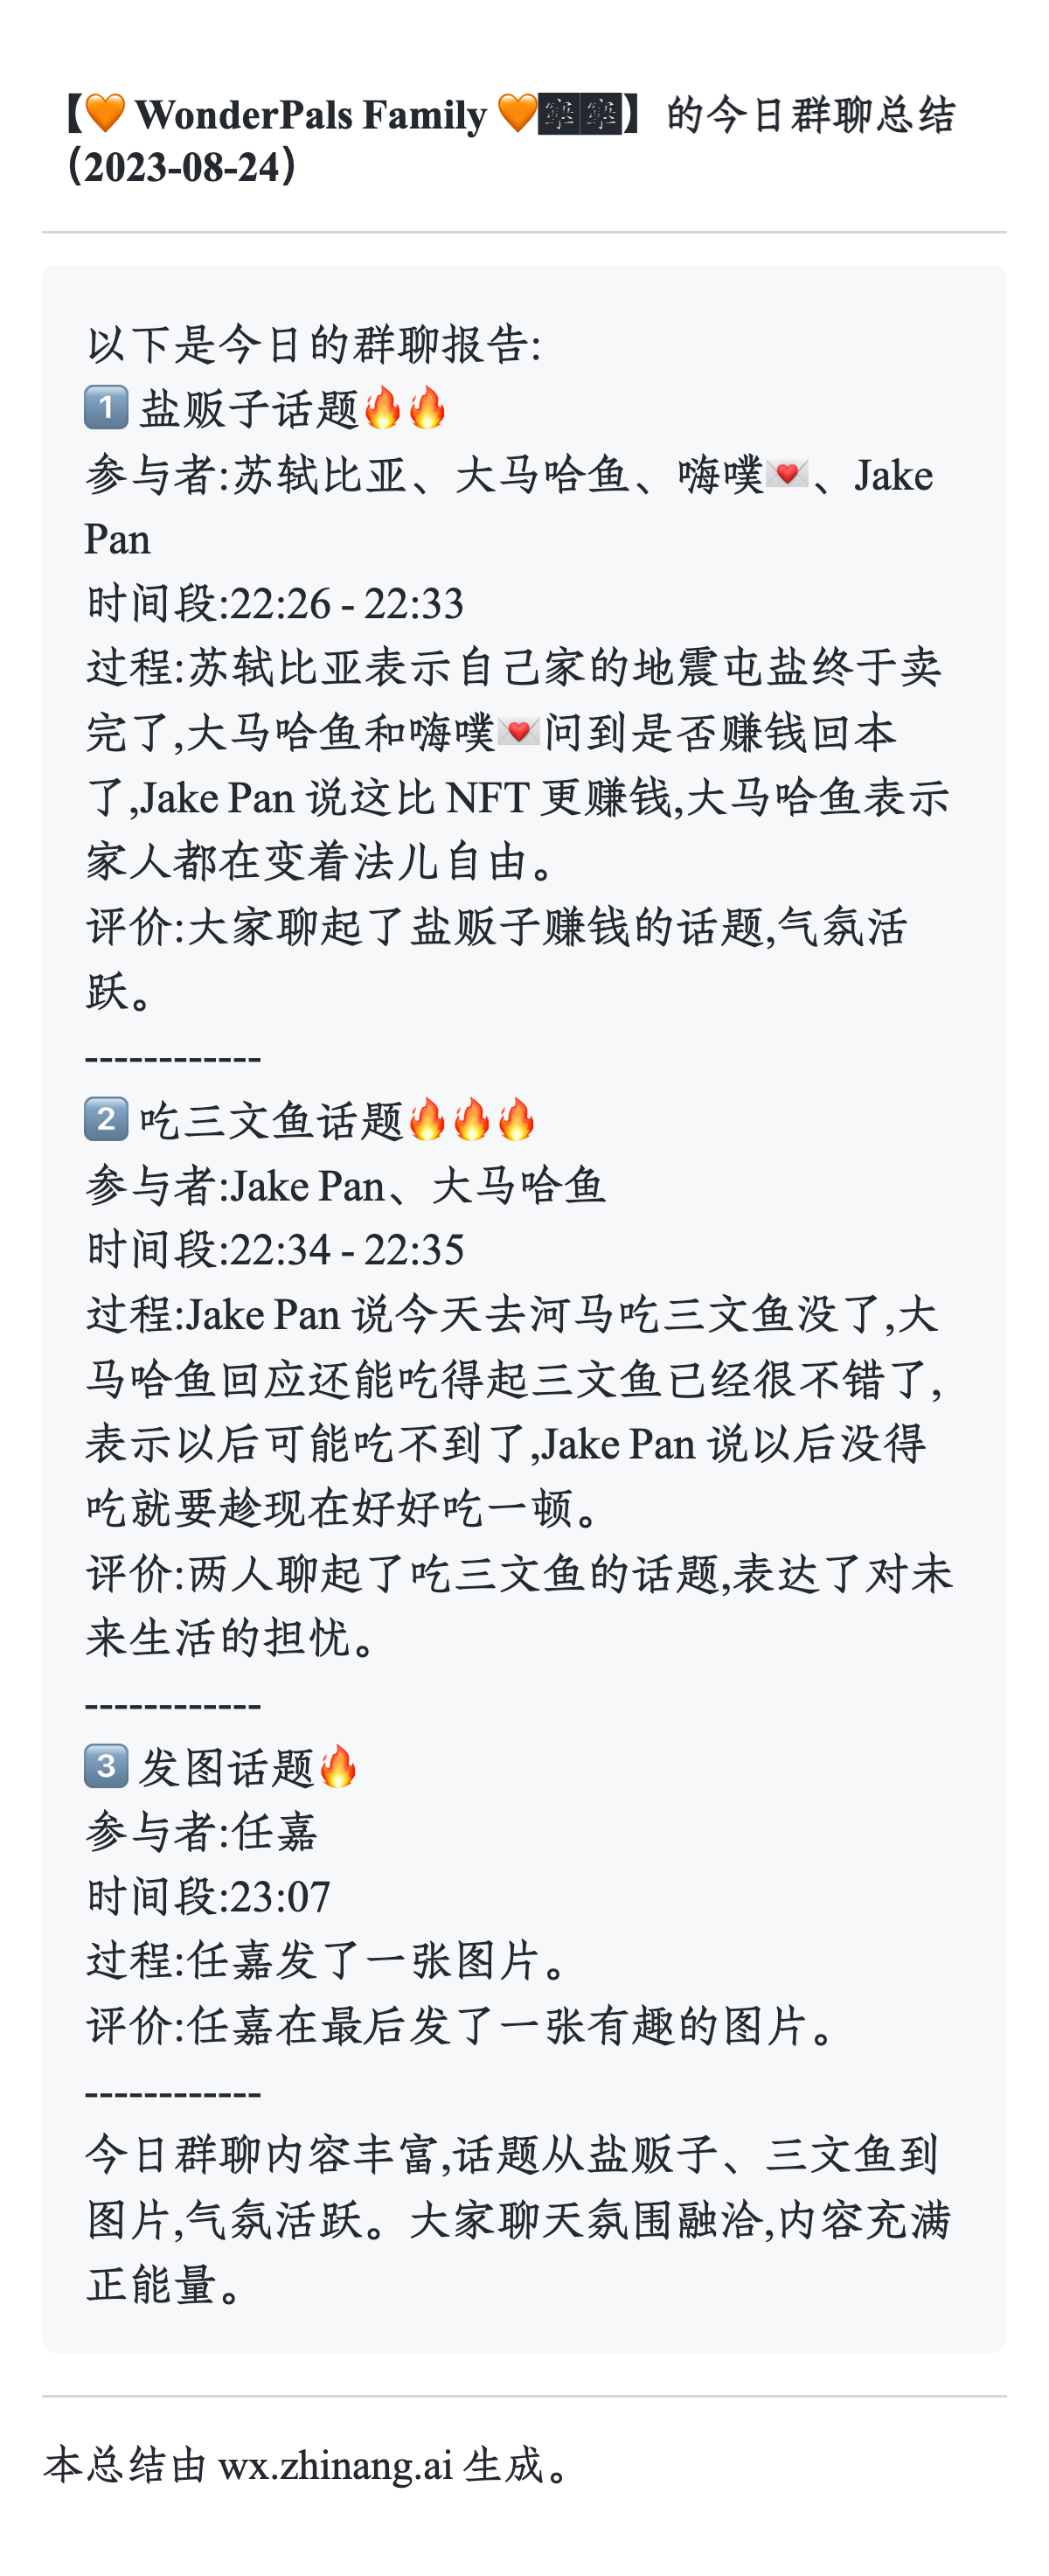 【🧡 WonderPals Family 🧡】的今日群聊总结
（2023-08-24）
以下是今日的群聊报告:
1️⃣ 盐贩子话题🔥🔥
参与者:苏轼比亚、大马哈鱼、嗨噗💌、Jake
Pan
时间段:22:26 - 22:33
过程:苏轼比亚表示自己家的地震屯盐终于卖
完了,大马哈鱼和嗨噗💌问到是否赚钱回本
了,Jake Pan 说这比 NFT 更赚钱,大马哈鱼表示
家人都在变着法儿自由。
评价:大家聊起了盐贩子赚钱的话题,气氛活
跃。
------------
2️⃣ 吃三文鱼话题🔥🔥🔥
参与者:Jake Pan、大马哈鱼
时间段:22:34 - 22:35
过程:Jake Pan 说今天去河马吃三文鱼没了,大
马哈鱼回应还能吃得起三文鱼已经很不错了,
表示以后可能吃不到了,Jake Pan 说以后没得
吃就要趁现在好好吃一顿。
评价:两人聊起了吃三文鱼的话题,表达了对未
来生活的担忧。
------------
3️⃣ 发图话题🔥
参与者:任嘉
时间段:23:07
过程:任嘉发了一张图片。
评价:任嘉在最后发了一张有趣的图片。
------------
今日群聊内容丰富,话题从盐贩子、三文鱼到
图片,气氛活跃。大家聊天氛围融洽,内容充满
正能量。
本总结由 wx.zhinang.ai 生成。